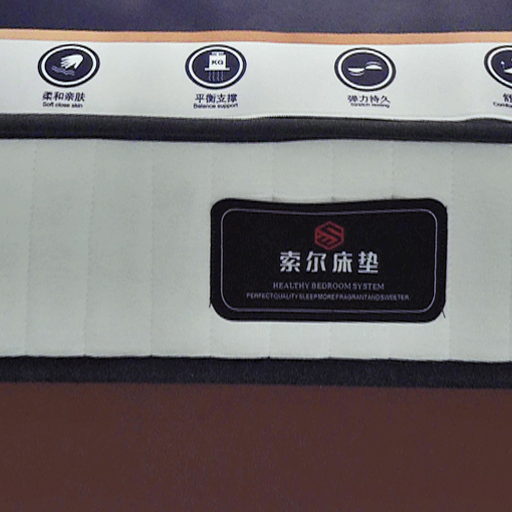 KG
柔和亲肤
平衡支撑
弹力持久
Soft close skin
Balance support
索尔床垫
HEALTHY BEDROOM SYSTEM
PERFECTQUALITYSLEEPMOREFRAGRANTANDSWEETER